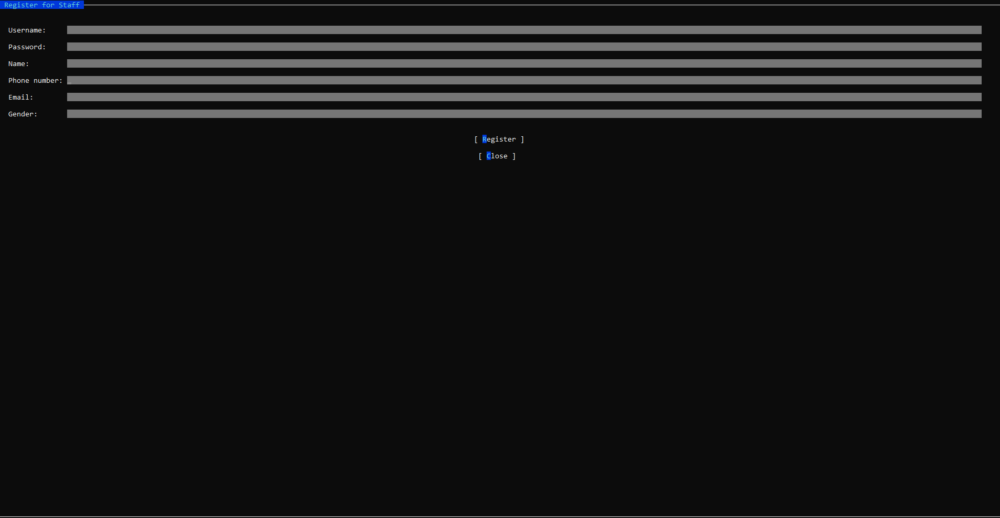 Register for Staff
Username:
Password:
Name:
Phone number:
Email:
Gender:
[ Register ]
[ Close ]